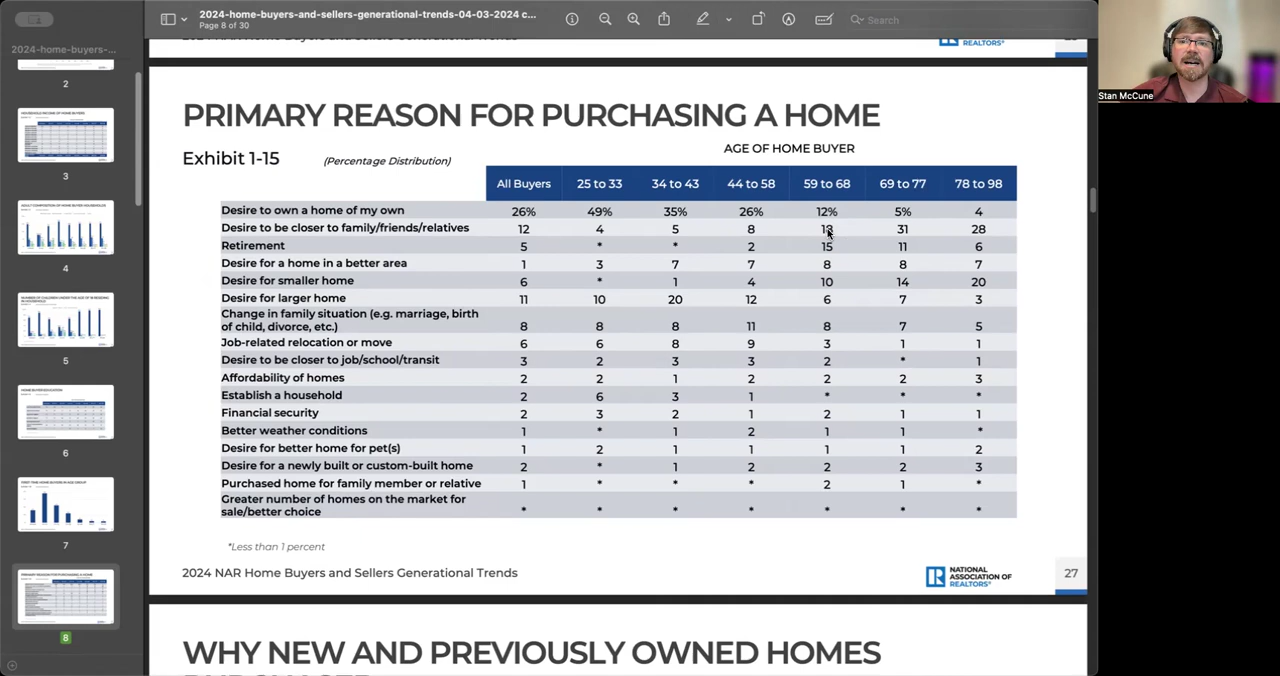 2024-home-buyers-and-sellers-generational-trends-04-03-2024 c...
Page 8 of 30
Search
2024-home-buyers-...
2
3
4
5
6
7
8
REALTORS®
Stan McCune
PRIMARY REASON FOR PURCHASING A HOME
Exhibit 1-15 (Percentage Distribution)
AGE OF HOME BUYER
All Buyers 25 to 33 34 to 43 44 to 58 59 to 68 69 to 77 78 to 98
Desire to own a home of my own 26% 49% 35% 26% 12% 5% 4
Desire to be closer to family/friends/relatives 12 4 5 8 31 28
Retirement 5 * * 2 15 11 6
Desire for a home in a better area 1 3 7 7 8 8 7
Desire for smaller home 6 * 1 4 10 14 20
Desire for larger home 11 10 20 12 6 7 3
Change in family situation (e.g. marriage, birth
of child, divorce, etc.) 8 8 8 11 8 7 5
Job-related relocation or move 6 6 8 9 3 1 1
Desire to be closer to job/school/transit 3 2 3 3 2 * 1
Affordability of homes 2 2 1 2 2 2 3
Establish a household 2 6 3 1 * * *
Financial security 2 3 2 1 2 1 1
Better weather conditions 1 * 1 2 1 1 *
Desire for better home for pet(s) 1 2 1 1 1 1 2
Desire for a newly built or custom-built home 2 * 1 2 2 2 3
Purchased home for family member or relative 1 * * * 2 1 *
Greater number of homes on the market for
sale/better choice * * * * * * *
*Less than 1 percent
2024 NAR Home Buyers and Sellers Generational Trends
NATIONAL
ASSOCIATION OF
REALTORS®
27
WHY NEW AND PREVIOUSLY OWNED HOMES